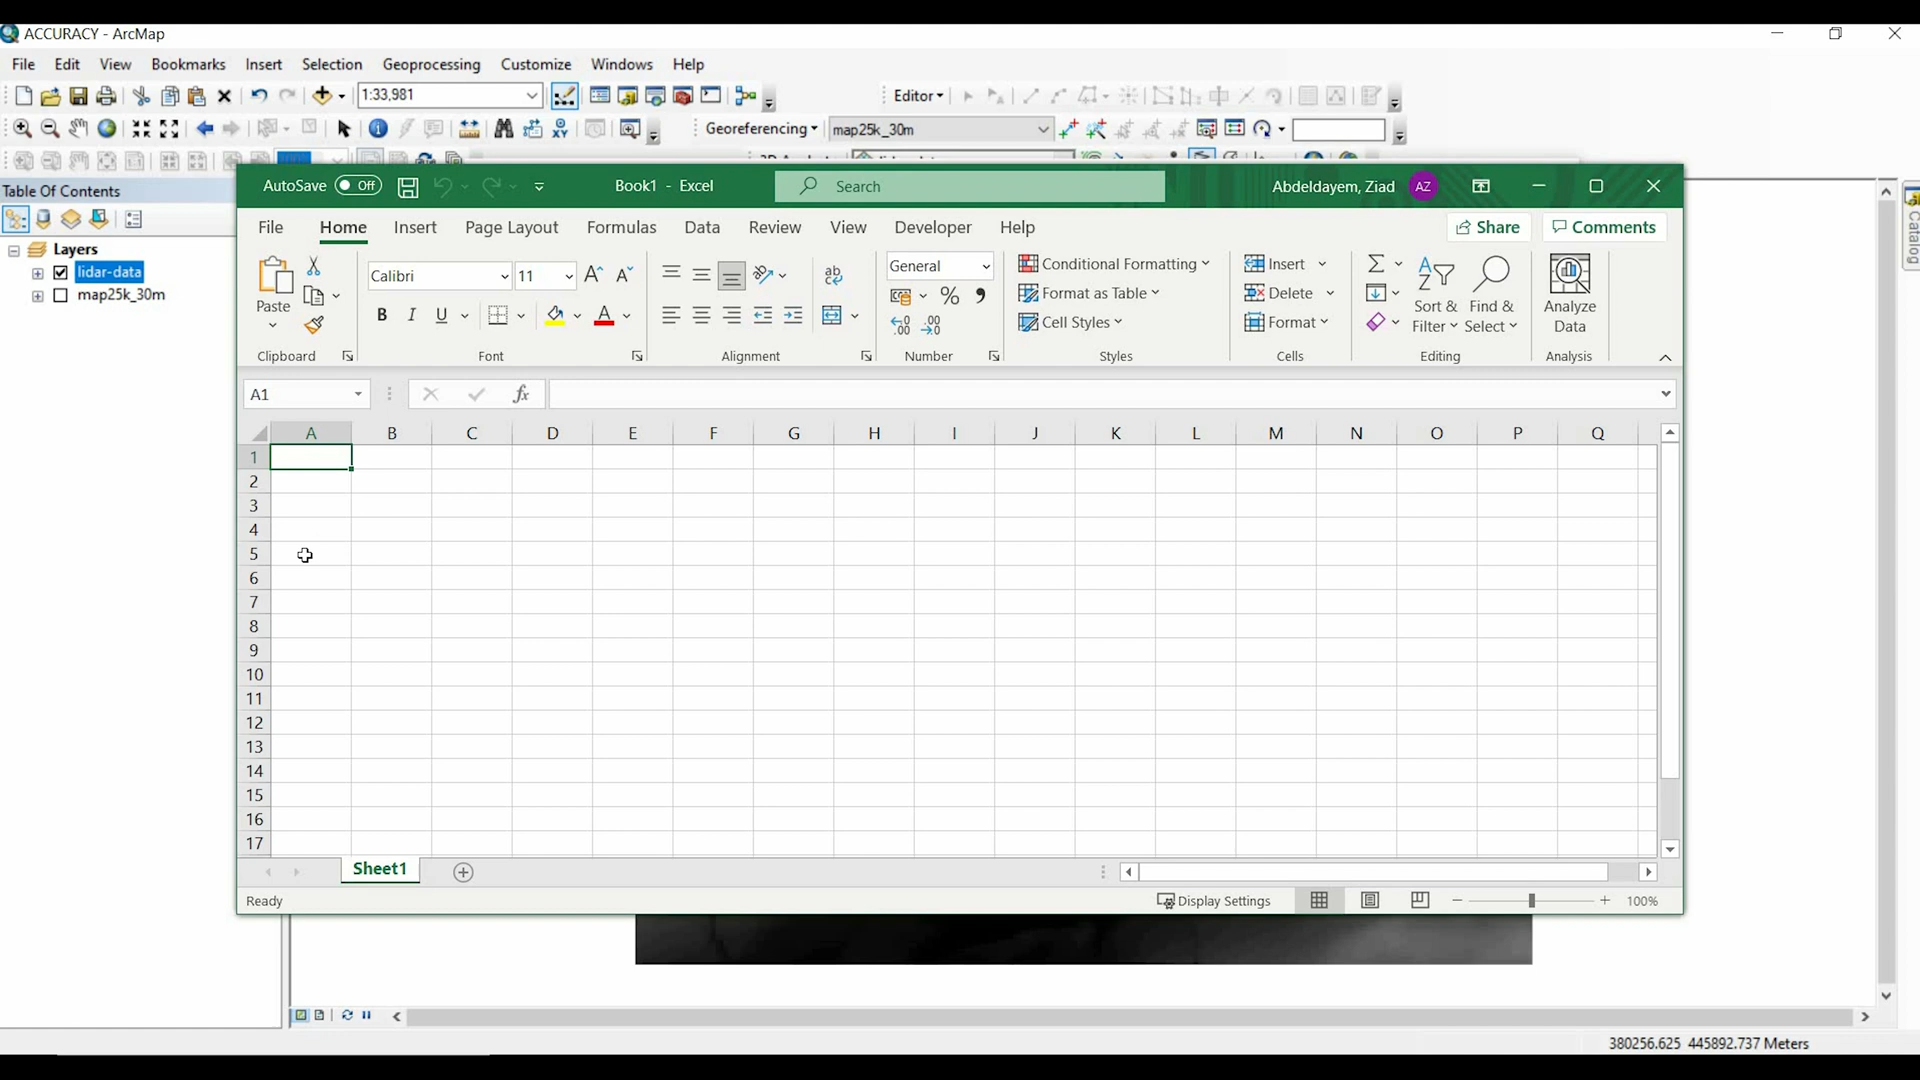 ACCURACY - ArcMap
File Edit View Bookmarks Insert Selection Geoprocessing Customize Windows Help
1:33,981 Editor
Georeferencing map25k_30m
Table Of Contents
Layers
lidar-data
map25k_30m
Catalog
AutoSave Off Book1 - Excel Search Abdeldayem, Ziad AZ
File Home Insert Page Layout Formulas Data Review View Developer Help Share Comments
Paste
Calibri 11
B I U
Clipboard Font Alignment Number Styles Cells Editing Analysis
General
Conditional Formatting
Format as Table
Cell Styles
Insert
Delete
Format
Sort & Filter
Find & Select
Analyze Data
A1 fx
A B C D E F G H I J K L M N O P Q
1
2
3
4
5
6
7
8
9
10
11
12
13
14
15
16
17
Sheet1
Ready Display Settings 100%
380256.625 445892.737 Meters